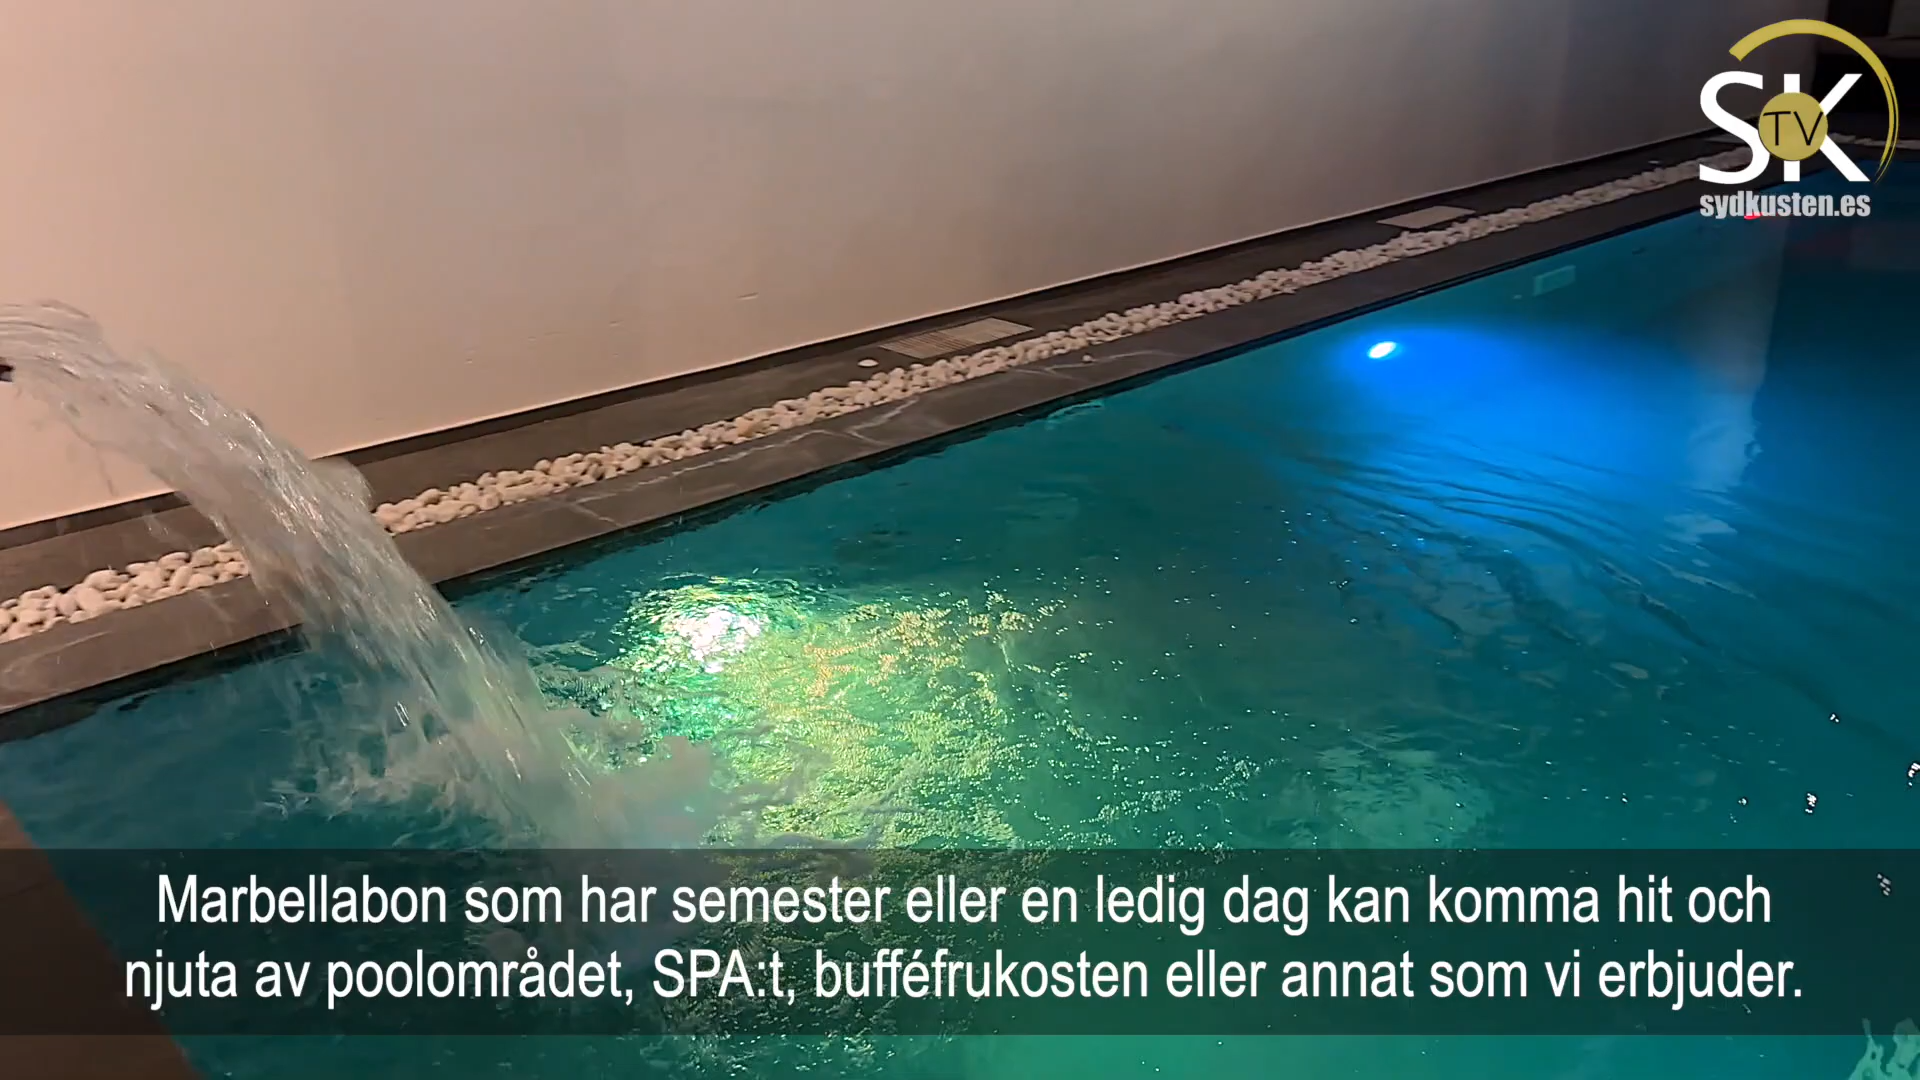 SK
TV
sydkusten.es
Marbellabon som har semester eller en ledig dag kan komma hit och
njuta av poolområdet, SPA:t, bufféfrukosten eller annat som vi erbjuder.